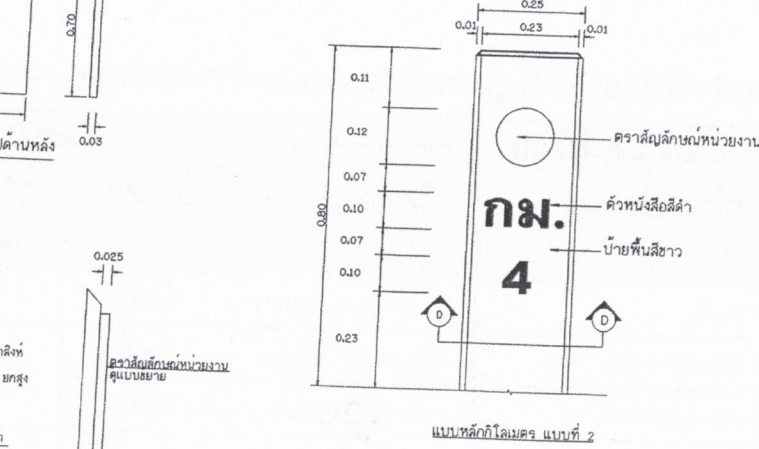 0.70
0.03
ด้านหลัง
0.025
ตราสัญลักษณ์หน่วยงาน
ดูแบบขยาย
ยกสูง
0.25
0.01
0.23
0.01
0.11
0.12
0.07
0.10
0.07
0.10
0.23
0.80
กม.
4
ตราสัญลักษณ์หน่วยงาน
ตัวหนังสือสีดำ
ป้ายพื้นสีขาว
D
D
แบบหลักกิโลเมตร แบบที่ 2